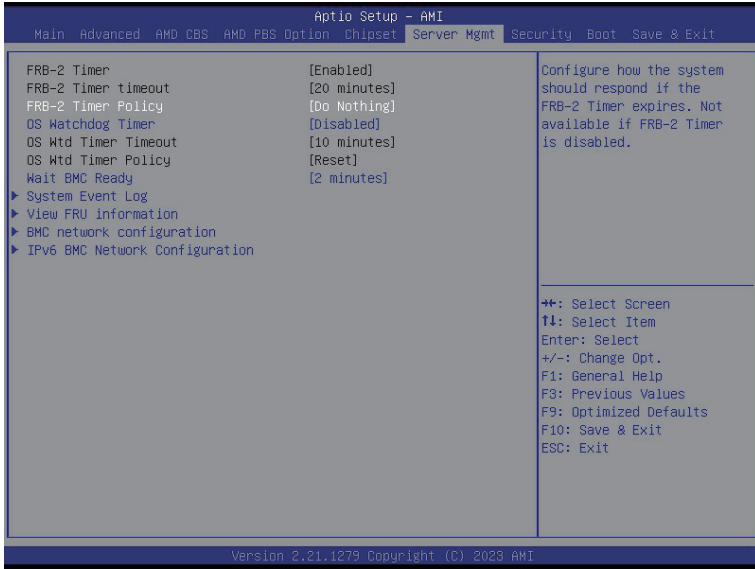 Aptio Setup – AMI
Main Advanced AMD CBS AMD PBS Option Chipset Server Mgmt Security Boot Save & Exit
FRB-2 Timer [Enabled]
FRB-2 Timer timeout [20 minutes]
FRB-2 Timer Policy [Do Nothing]
OS Watchdog Timer [Disabled]
OS Wtd Timer Timeout [10 minutes]
OS Wtd Timer Policy [Reset]
Wait BMC Ready [2 minutes]
▶ System Event Log
▶ View FRU information
▶ BMC network configuration
▶ IPv6 BMC Network Configuration
Configure how the system
should respond if the
FRB-2 Timer expires. Not
available if FRB-2 Timer
is disabled.
→←: Select Screen
↑↓: Select Item
Enter: Select
+/-: Change Opt.
F1: General Help
F3: Previous Values
F9: Optimized Defaults
F10: Save & Exit
ESC: Exit
Version 2.21.1279 Copyright (C) 2023 AMI